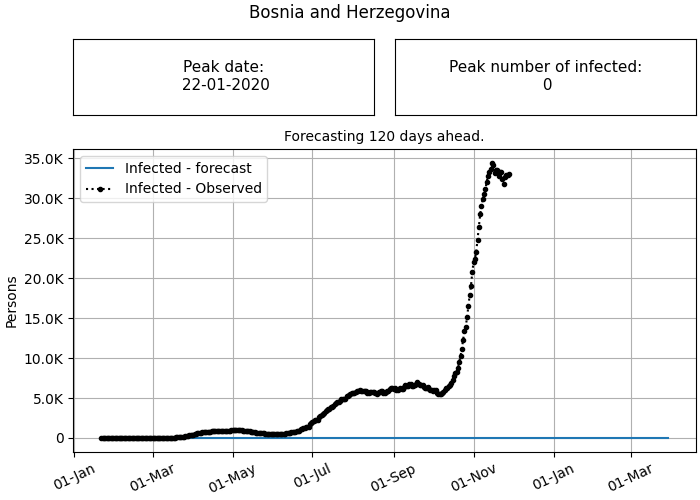 Bosnia and Herzegovina
Peak date:
22-01-2020
Peak number of infected:
0
Forecasting 120 days ahead.
Infected - forecast
Infected - Observed
Persons
35.0K
30.0K
25.0K
20.0K
15.0K
10.0K
5.0K
0
01-Jan
01-Mar
01-May
01-Jul
01-Sep
01-Nov
01-Jan
01-Mar